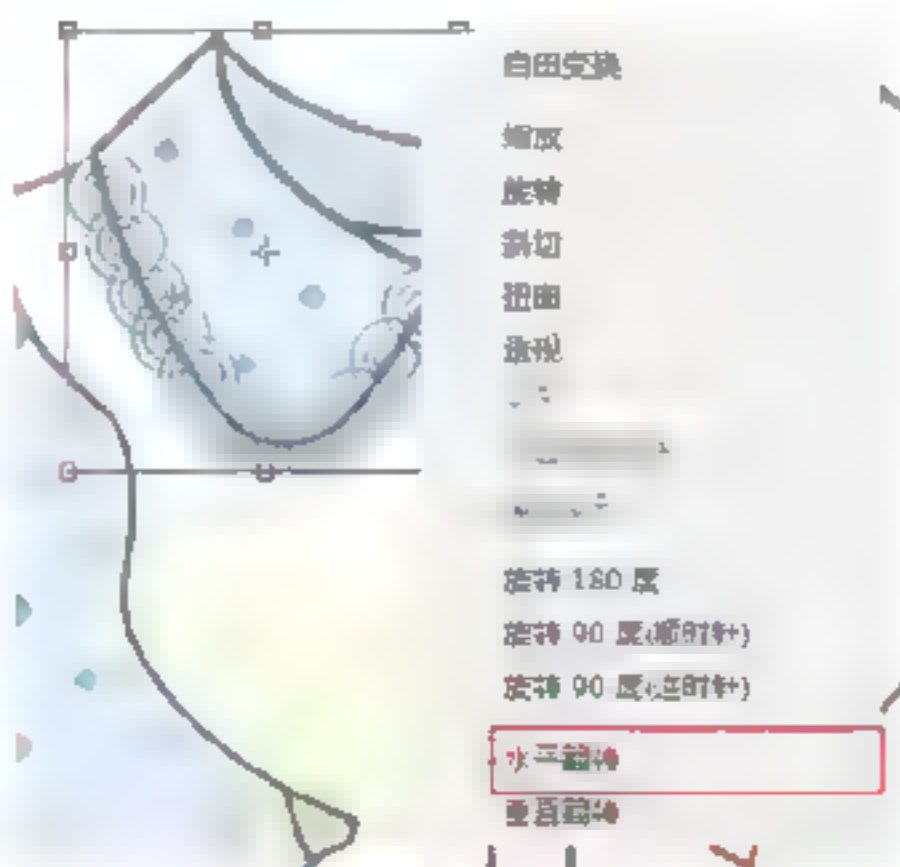 自由变换
缩放
旋转
斜切
扭曲
透视
旋转 180 度
旋转 90 度(顺时针)
旋转 90 度(逆时针)
水平翻转
垂直翻转